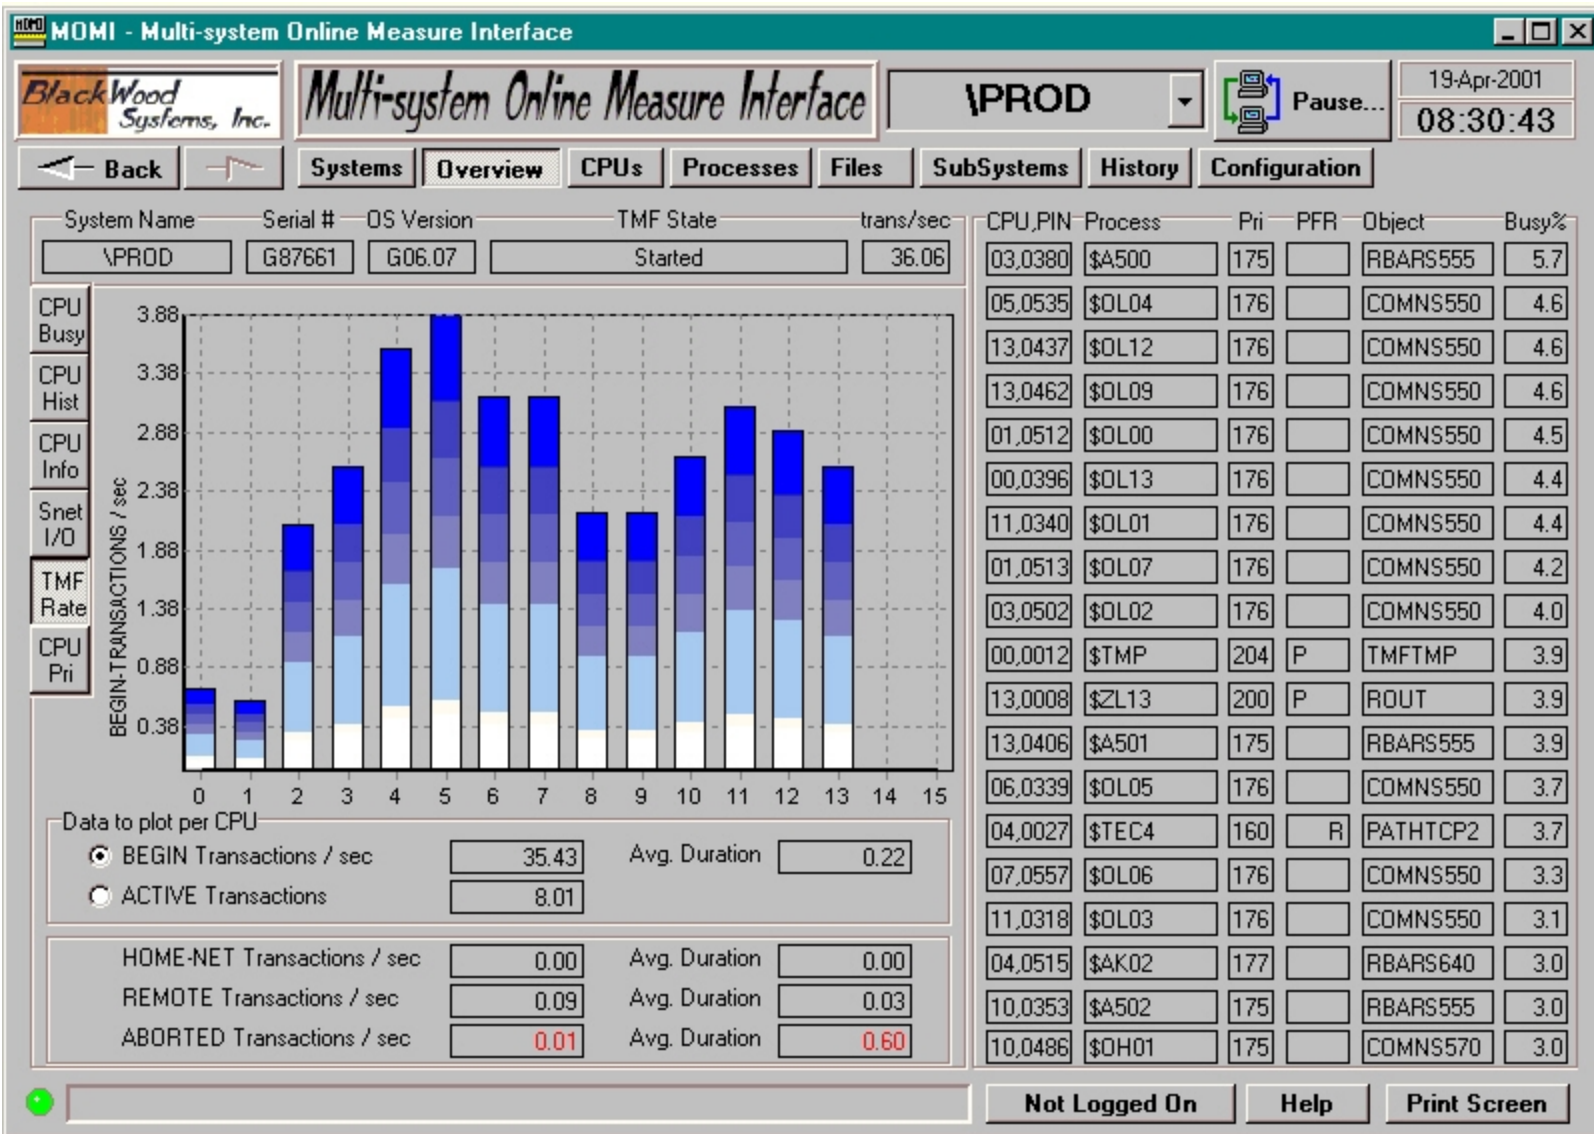 MOMI - Multi-system Online Measure Interface
BlackWood Systems, Inc.
Multi-system Online Measure Interface
\PROD
Pause...
19-Apr-2001
08:30:43
Back Systems Overview CPUs Processes Files SubSystems History Configuration
System Name Serial # OS Version TMF State trans/sec
\PROD G87661 G06.07 Started 36.06
CPU Busy
CPU Hist
CPU Info
Snet I/O
TMF Rate
CPU Pri
BEGIN-TRANSACTIONS / sec
3.88
3.38
2.88
2.38
1.88
1.38
0.88
0.38
0 1 2 3 4 5 6 7 8 9 10 11 12 13 14 15
Data to plot per CPU
BEGIN Transactions / sec 35.43 Avg. Duration 0.22
ACTIVE Transactions 8.01
HOME-NET Transactions / sec 0.00 Avg. Duration 0.00
REMOTE Transactions / sec 0.09 Avg. Duration 0.03
ABORTED Transactions / sec 0.01 Avg. Duration 0.60
CPU,PIN Process Pri PFR Object Busy%
03,0380 $A500 175 RBARS555 5.7
05,0535 $OL04 176 COMNS550 4.6
13,0437 $OL12 176 COMNS550 4.6
13,0462 $OL09 176 COMNS550 4.6
01,0512 $OL00 176 COMNS550 4.5
00,0396 $OL13 176 COMNS550 4.4
11,0340 $OL01 176 COMNS550 4.4
01,0513 $OL07 176 COMNS550 4.2
03,0502 $OL02 176 COMNS550 4.0
00,0012 $TMP 204 P TMFTMP 3.9
13,0008 $ZL13 200 P ROUT 3.9
13,0406 $A501 175 RBARS555 3.9
06,0339 $OL05 176 COMNS550 3.7
04,0027 $TEC4 160 R PATHTCP2 3.7
07,0557 $OL06 176 COMNS550 3.3
11,0318 $OL03 176 COMNS550 3.1
04,0515 $AK02 177 RBARS640 3.0
10,0353 $A502 175 RBARS555 3.0
10,0486 $OH01 175 COMNS570 3.0
Not Logged On Help Print Screen